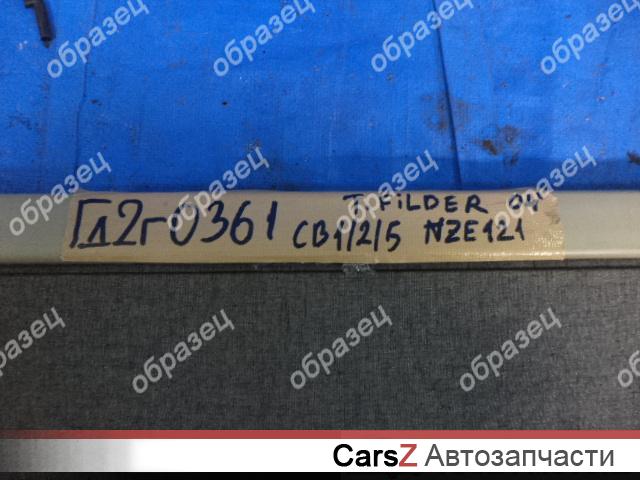 T FiLDER 04
Гд2г0361 СВ1/2/5 NZE121
образец
CarsZ Автозапчасти